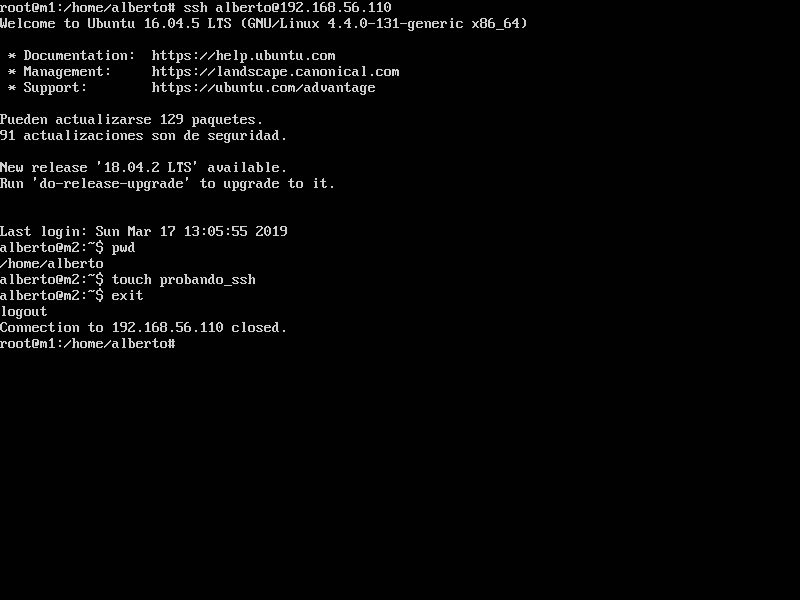 root@m1:/home/alberto# ssh alberto@192.168.56.110
Welcome to Ubuntu 16.04.5 LTS (GNU/Linux 4.4.0-131-generic x86_64)
* Documentation:  https://help.ubuntu.com
* Management:     https://landscape.canonical.com
* Support:        https://ubuntu.com/advantage
Pueden actualizarse 129 paquetes.
91 actualizaciones son de seguridad.
New release '18.04.2 LTS' available.
Run 'do-release-upgrade' to upgrade to it.
Last login: Sun Mar 17 13:05:55 2019
alberto@m2:~$ pwd
/home/alberto
alberto@m2:~$ touch probando_ssh
alberto@m2:~$ exit
logout
Connection to 192.168.56.110 closed.
root@m1:/home/alberto#